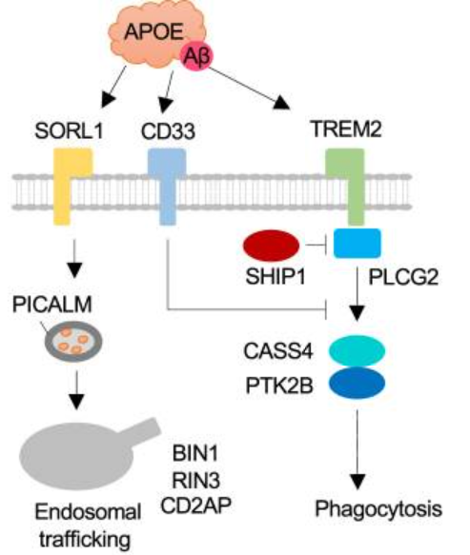 APOE
Aβ
SORL1
CD33
TREM2
SHIP1
PLCG2
PICALM
CASS4
PTK2B
BIN1
RIN3
CD2AP
Endosomal
trafficking
Phagocytosis